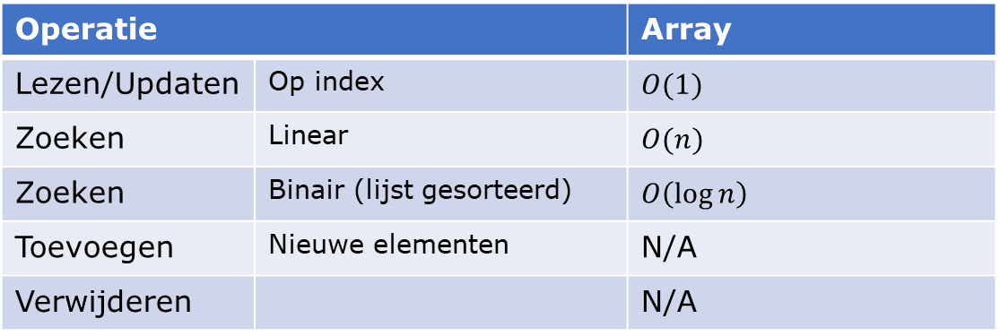 Operatie Array
Lezen/Updaten Op index O(1)
Zoeken Linear O(n)
Zoeken Binair (lijst gesorteerd) O(log n)
Toevoegen Nieuwe elementen N/A
Verwijderen N/A